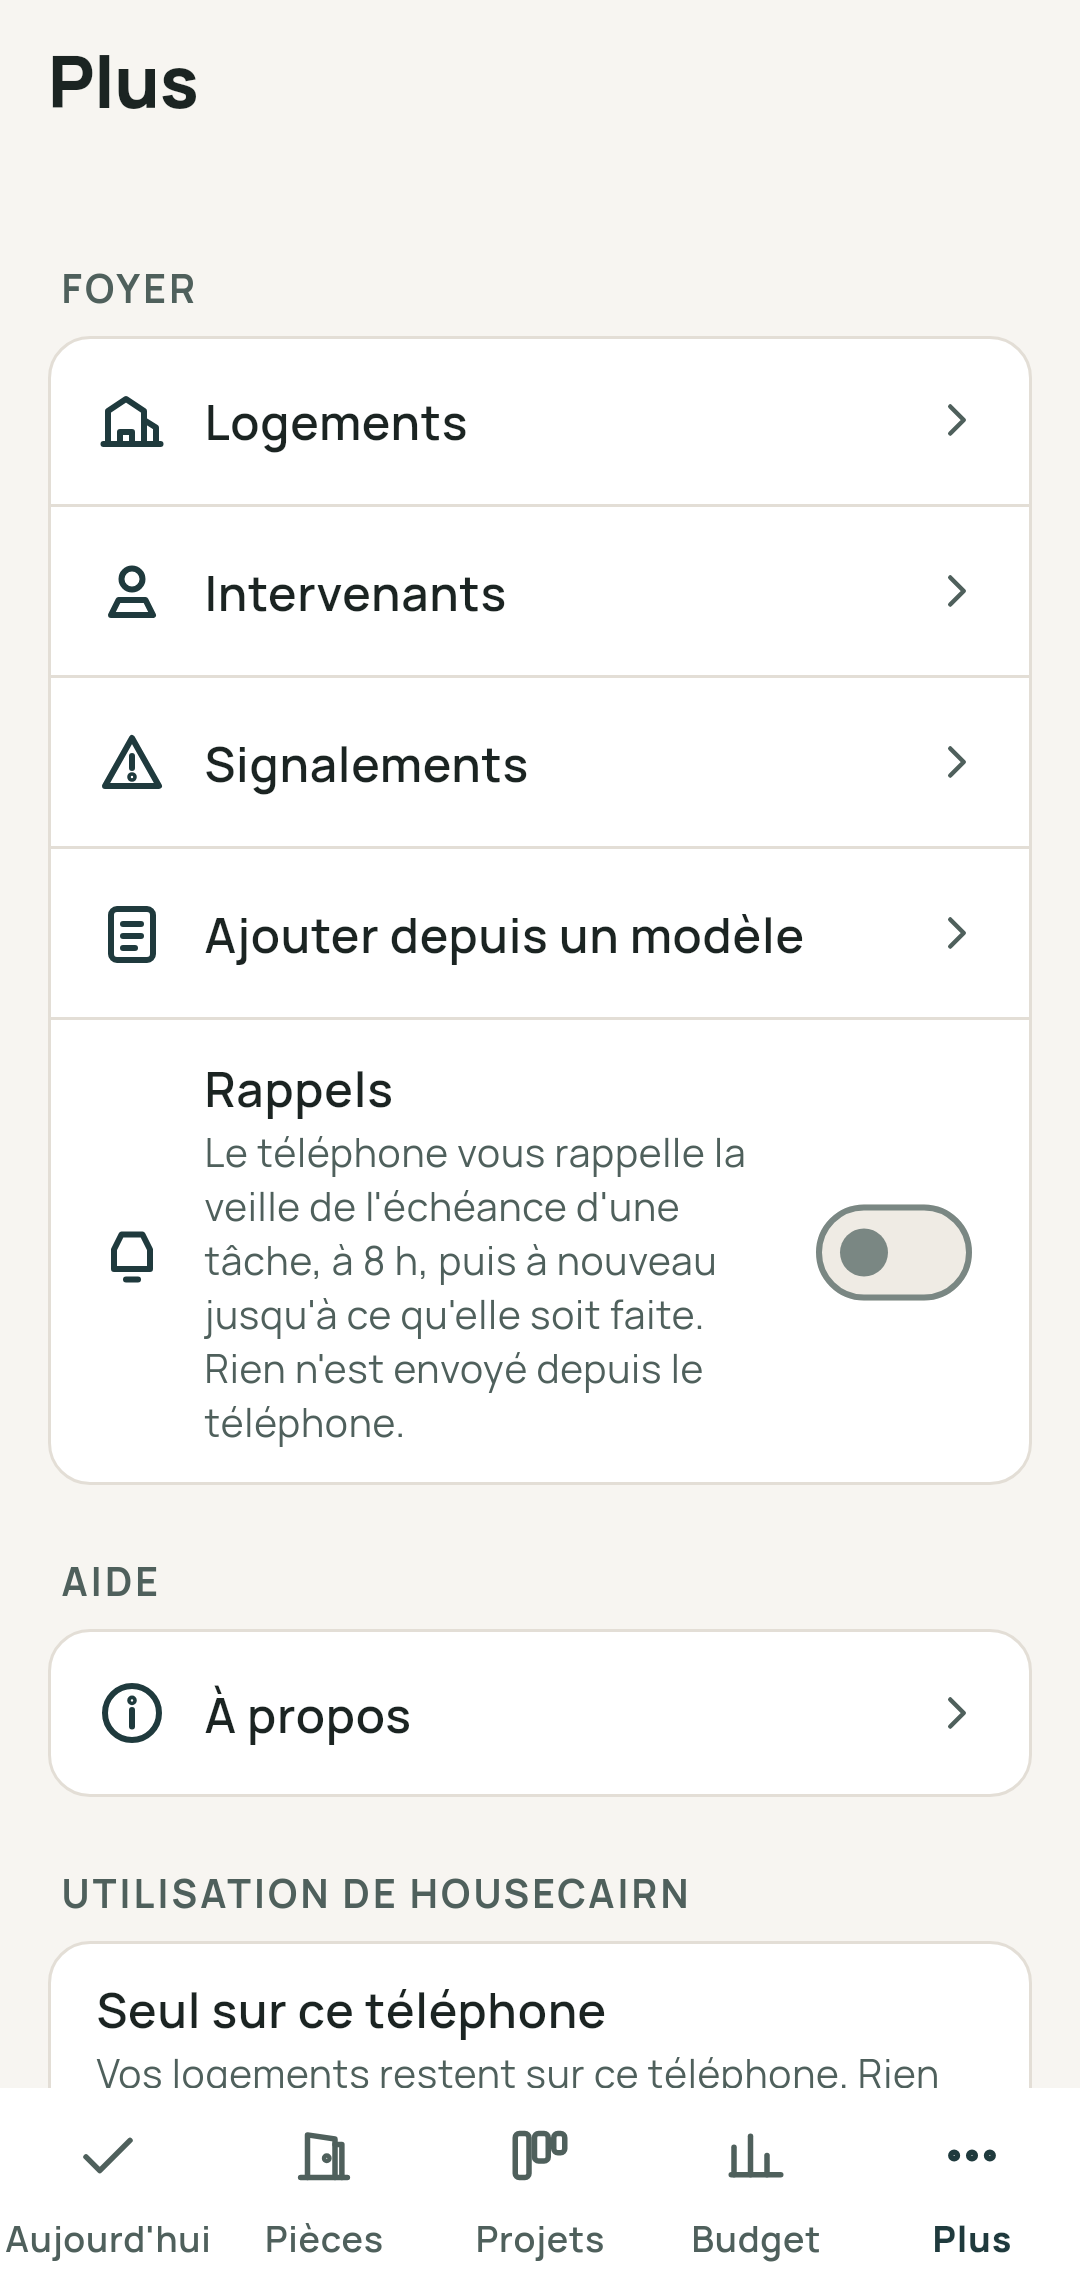 Plus
FOYER
Logements
Intervenants
Signalements
Ajouter depuis un modèle
Rappels
Le téléphone vous rappelle la
veille de l'échéance d'une
tâche, à 8 h, puis à nouveau
jusqu'à ce qu'elle soit faite.
Rien n'est envoyé depuis le
téléphone.
AIDE
À propos
UTILISATION DE HOUSECAIRN
Seul sur ce téléphone
Vos logements restent sur ce téléphone. Rien
Aujourd'hui
Pièces
Projets
Budget
Plus